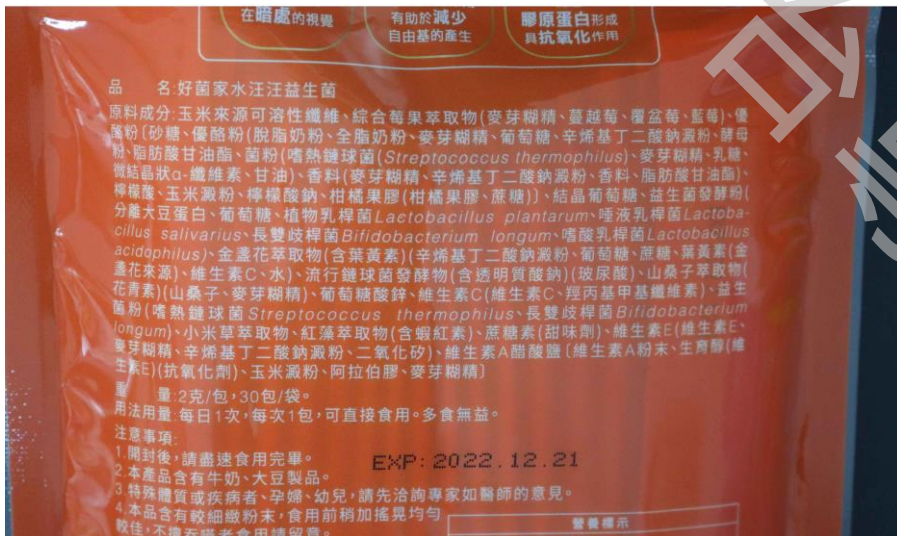 在暗處的視覺
有助於減少
自由基的產生
膠原蛋白形成
具抗氧化作用
品 名:好菌家水汪汪益生菌
原料成分:玉米來源可溶性纖維、綜合莓果萃取物(麥芽糊精、蔓越莓、覆盆莓、藍莓)、優
酪粉〔砂糖、優酪粉(脫脂奶粉、全脂奶粉、麥芽糊精、葡萄糖、辛烯基丁二酸鈉澱粉、酵母
粉、脂肪酸甘油酯、菌粉(嗜熱鏈球菌(Streptococcus thermophilus)、麥芽糊精、乳糖、
微結晶狀α-纖維素、甘油)、香料(麥芽糊精、辛烯基丁二酸鈉澱粉、香料、脂肪酸甘油酯)、
檸檬酸、玉米澱粉、檸檬酸鈉、柑橘果膠(柑橘果膠、蔗糖)〕、結晶葡萄糖、益生菌發酵粉(
分離大豆蛋白、葡萄糖、植物乳桿菌Lactobacillus plantarum、唾液乳桿菌Lactoba-
cillus salivarius、長雙歧桿菌Bifidobacterium longum、嗜酸乳桿菌Lactobacillus
acidophilus)、金盞花萃取物(含葉黃素)(辛烯基丁二酸鈉澱粉、葡萄糖、蔗糖、葉黃素(金
盞花來源)、維生素C、水)、流行鏈球菌發酵物(含透明質酸鈉)(玻尿酸)、山桑子萃取物(
花青素)(山桑子、麥芽糊精)、葡萄糖酸鋅、維生素C(維生素C、羥丙基甲基纖維素)、益生
菌粉(嗜熱鏈球菌Streptococcus thermophilus、長雙歧桿菌Bifidobacterium
longum)、小米草萃取物、紅藻萃取物(含蝦紅素)、蔗糖素(甜味劑)、維生素E(維生素E、
麥芽糊精、辛烯基丁二酸鈉澱粉、二氧化矽)、維生素A醋酸鹽〔維生素A粉末、生育醇(維
生素E)(抗氧化劑)、玉米澱粉、阿拉伯膠、麥芽糊精〕
重 量:2克/包,30包/袋。
用法用量:每日1次,每次1包,可直接食用。多食無益。
注意事項:
1.開封後,請盡速食用完畢。
EXP: 2022.12.21
2.本產品含有牛奶、大豆製品。
3.特殊體質或疾病者、孕婦、幼兒,請先洽詢專家如醫師的意見。
4.本品含有較細緻粉末,食用前稍加搖晃均勻
營養標示
較佳,不擅吞嚥者食用請留意。